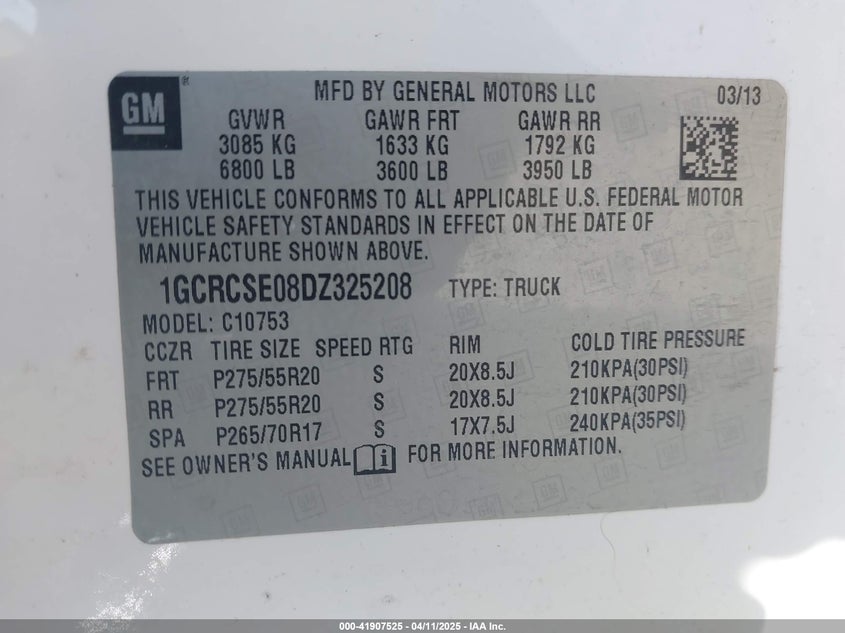 GM
MFD BY GENERAL MOTORS LLC 03/13
GVWR GAWR FRT GAWR RR
3085 KG 1633 KG 1792 KG
6800 LB 3600 LB 3950 LB
THIS VEHICLE CONFORMS TO ALL APPLICABLE U.S. FEDERAL MOTOR
VEHICLE SAFETY STANDARDS IN EFFECT ON THE DATE OF
MANUFACTURE SHOWN ABOVE.
1GCRCSE08DZ325208 TYPE: TRUCK
MODEL: C10753
CCZR TIRE SIZE SPEED RTG RIM COLD TIRE PRESSURE
FRT P275/55R20 S 20X8.5J 210KPA(30PSI)
RR P275/55R20 S 20X8.5J 210KPA(30PSI)
SPA P265/70R17 S 17X7.5J 240KPA(35PSI)
SEE OWNER'S MANUAL FOR MORE INFORMATION.
000-41907525 - 04/11/2025 - IAA Inc.